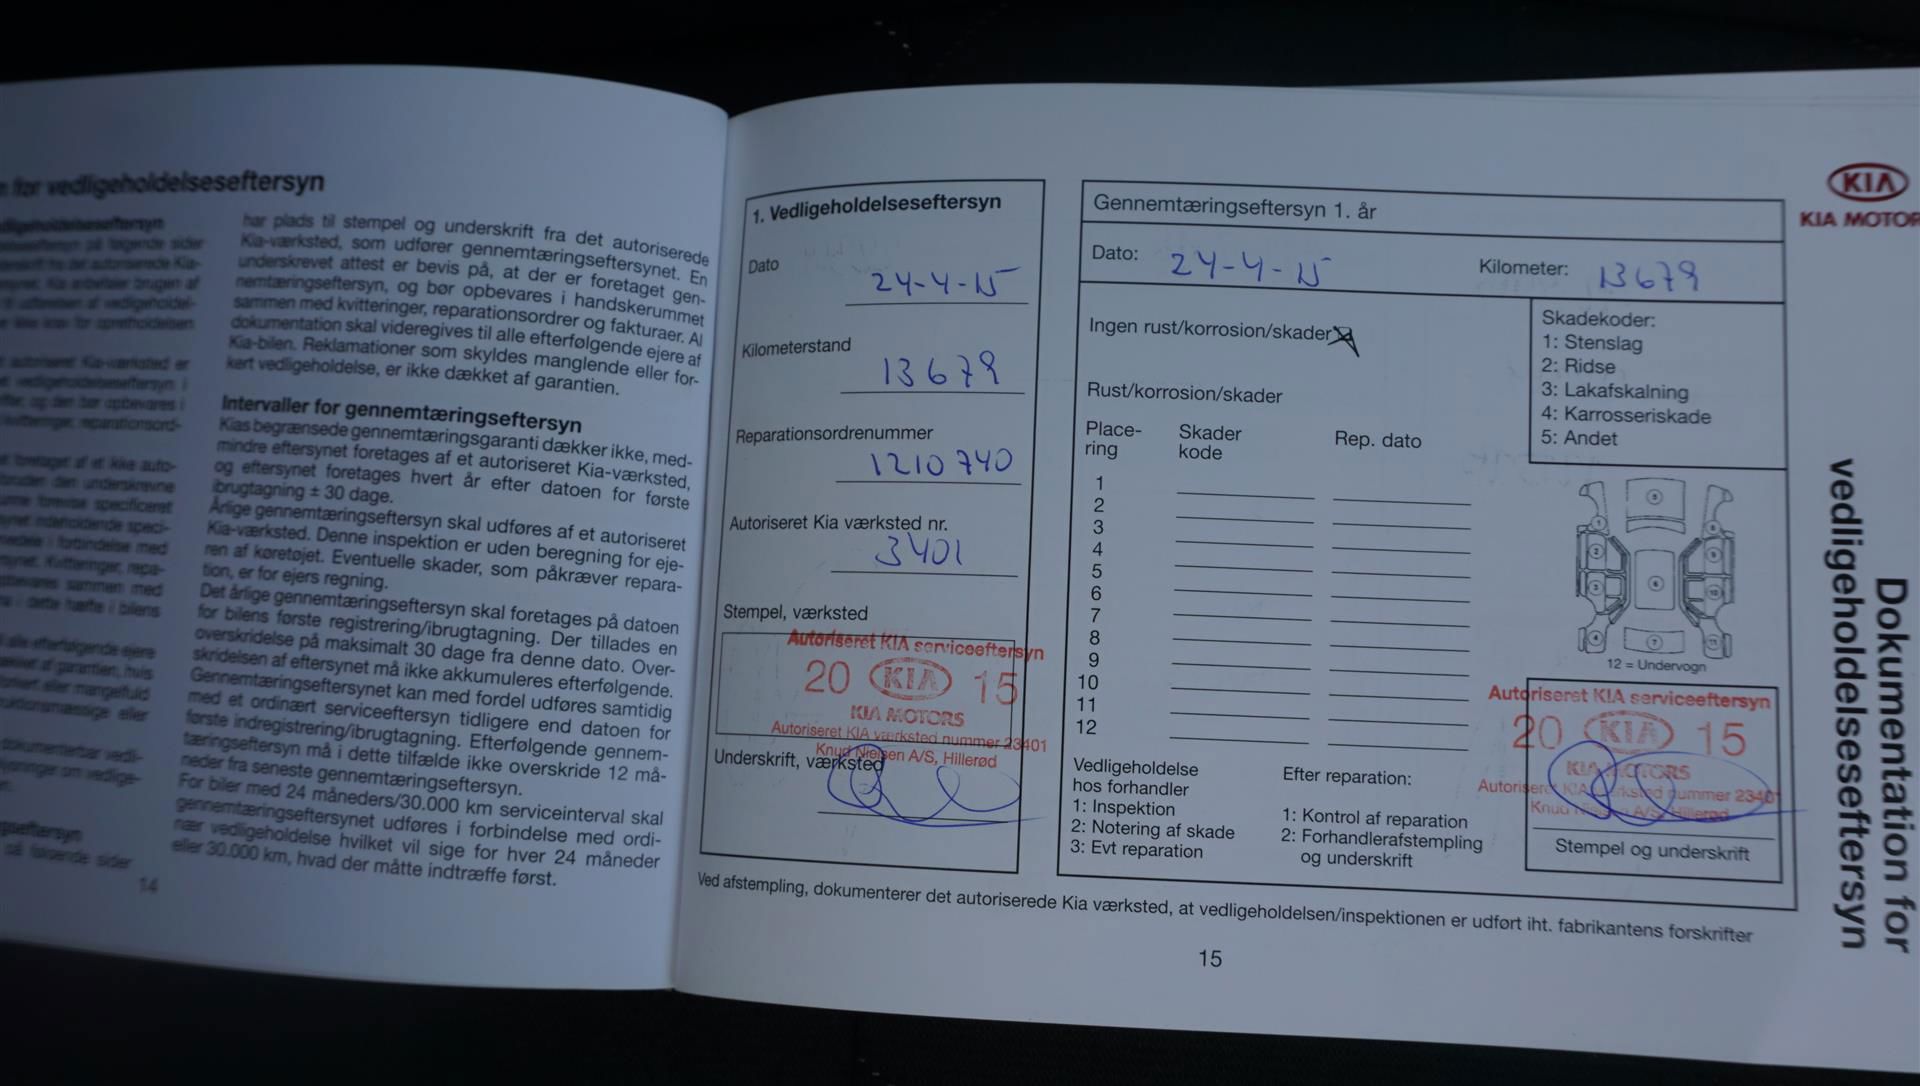 n før vedligeholdelseseftersyn
har plads til stempel og underskrift fra det autoriserede
Kia-værksted, som udfører gennemtæringseftersynet. En
underskrevet attest er bevis på, at der er foretaget gen-
nemtæringseftersyn, og bør opbevares i handskerummet
sammen med kvitteringer, reparationsordrer og fakturaer. Al
dokumentation skal videregives til alle efterfølgende ejere af
Kia-bilen. Reklamationer som skyldes manglende eller for-
kert vedligeholdelse, er ikke dækket af garantien.
Intervaller for gennemtæringseftersyn
Kias begrænsede gennemtæringsgaranti dækker ikke, med-
mindre eftersynet foretages af et autoriseret Kia-værksted,
og eftersynet foretages hvert år efter datoen for første
ibrugtagning ± 30 dage.
Årlige gennemtæringseftersyn skal udføres af et autoriseret
Kia-værksted. Denne inspektion er uden beregning for eje-
ren af køretøjet. Eventuelle skader, som påkræver repara-
tion, er for ejers regning.
Det årlige gennemtæringseftersyn skal foretages på datoen
for bilens første registrering/ibrugtagning. Der tillades en
overskridelse på maksimalt 30 dage fra denne dato. Over-
skridelsen af eftersynet må ikke akkumuleres efterfølgende.
Gennemtæringseftersynet kan med fordel udføres samtidig
med et ordinært serviceeftersyn tidligere end datoen for
første indregistrering/ibrugtagning. Efterfølgende gennem-
tæringseftersyn må i dette tilfælde ikke overskride 12 må-
neder fra seneste gennemtæringseftersyn.
For biler med 24 måneders/30.000 km serviceinterval skal
gennemtæringseftersynet udføres i forbindelse med ordi-
nær vedligeholdelse hvilket vil sige for hver 24 måneder
eller 30.000 km, hvad der måtte indtræffe først.
14
1. Vedligeholdelseseftersyn
Dato
24-4-15
Kilometerstand
13679
Reparationsordrenummer
1210740
Autoriseret Kia værksted nr.
3401
Stempel, værksted
Autoriseret KIA serviceeftersyn
20 KIA 15
KIA MOTORS
Autoriseret KIA værksted nummer 23401
Knud Nielsen A/S, Hillerød
Underskrift, værksted
Gennemtæringseftersyn 1. år
Dato: 24-4-15 Kilometer: 13679
Ingen rust/korrosion/skader
Rust/korrosion/skader
Place-
ring
Skader
kode
Rep. dato
1
2
3
4
5
6
7
8
9
10
11
12
Skadekoder:
1: Stenslag
2: Ridse
3: Lakafskalning
4: Karrosseriskade
5: Andet
12 = Undervogn
Vedligeholdelse
hos forhandler
1: Inspektion
2: Notering af skade
3: Evt reparation
Efter reparation:
1: Kontrol af reparation
2: Forhandlerafstempling
og underskrift
Autoriseret KIA serviceeftersyn
20 KIA 15
KIA MOTORS
Autoriseret KIA værksted nummer 23401
Knud Nielsen A/S, Hillerød
Stempel og underskrift
Ved afstempling, dokumenterer det autoriserede Kia værksted, at vedligeholdelsen/inspektionen er udført iht. fabrikantens forskrifter
15
KIA
KIA MOTOR
Dokumentation for
vedligeholdelseseftersyn